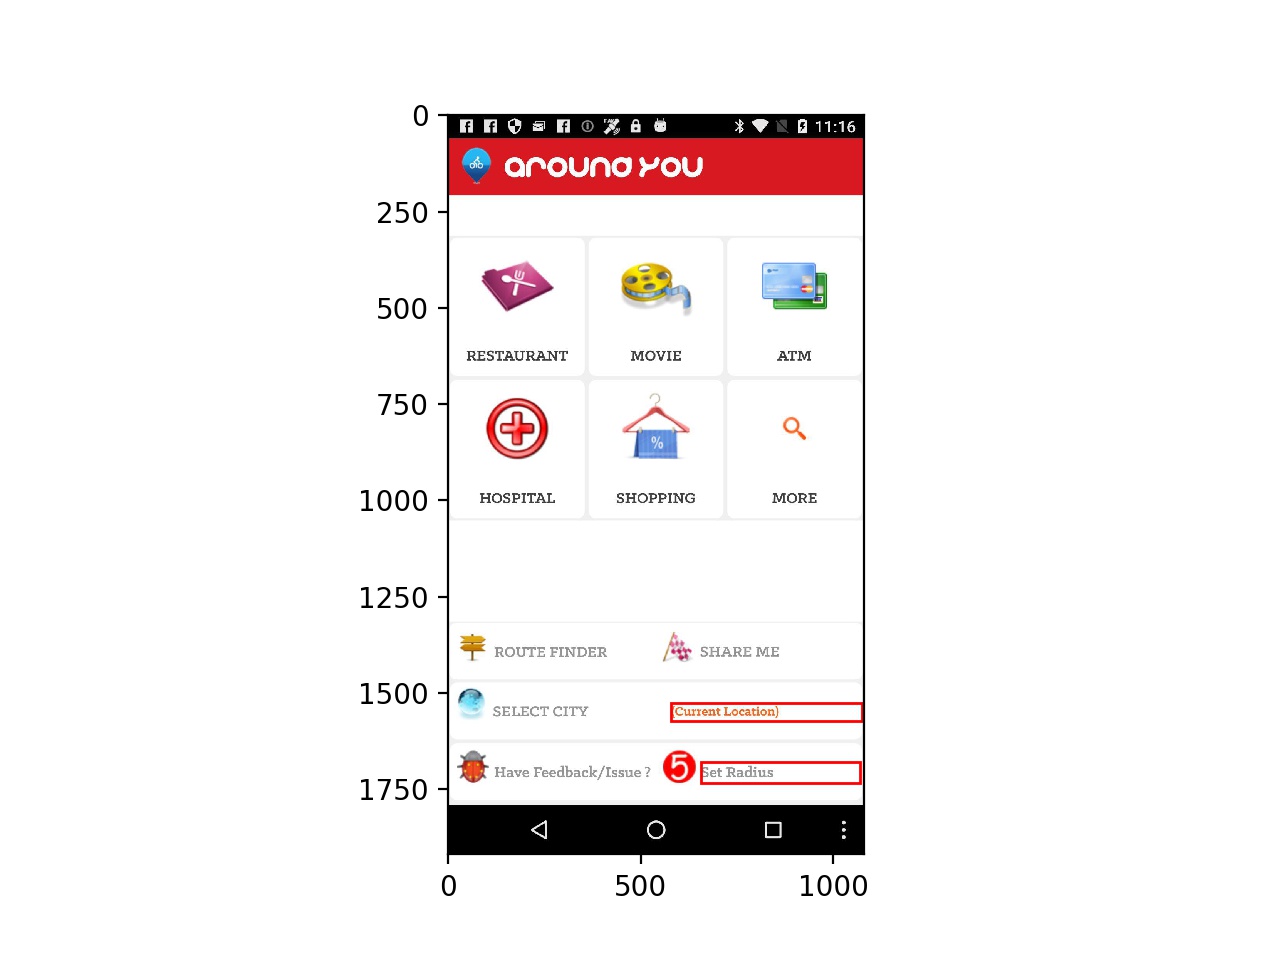 0
250
500
750
1000
1250
1500
1750
0
500
1000
11:16
around you
RESTAURANT
MOVIE
ATM
HOSPITAL
%
SHOPPING
MORE
ROUTE FINDER
SHARE ME
SELECT CITY
(Current Location)
Have Feedback/Issue ?
5
Set Radius